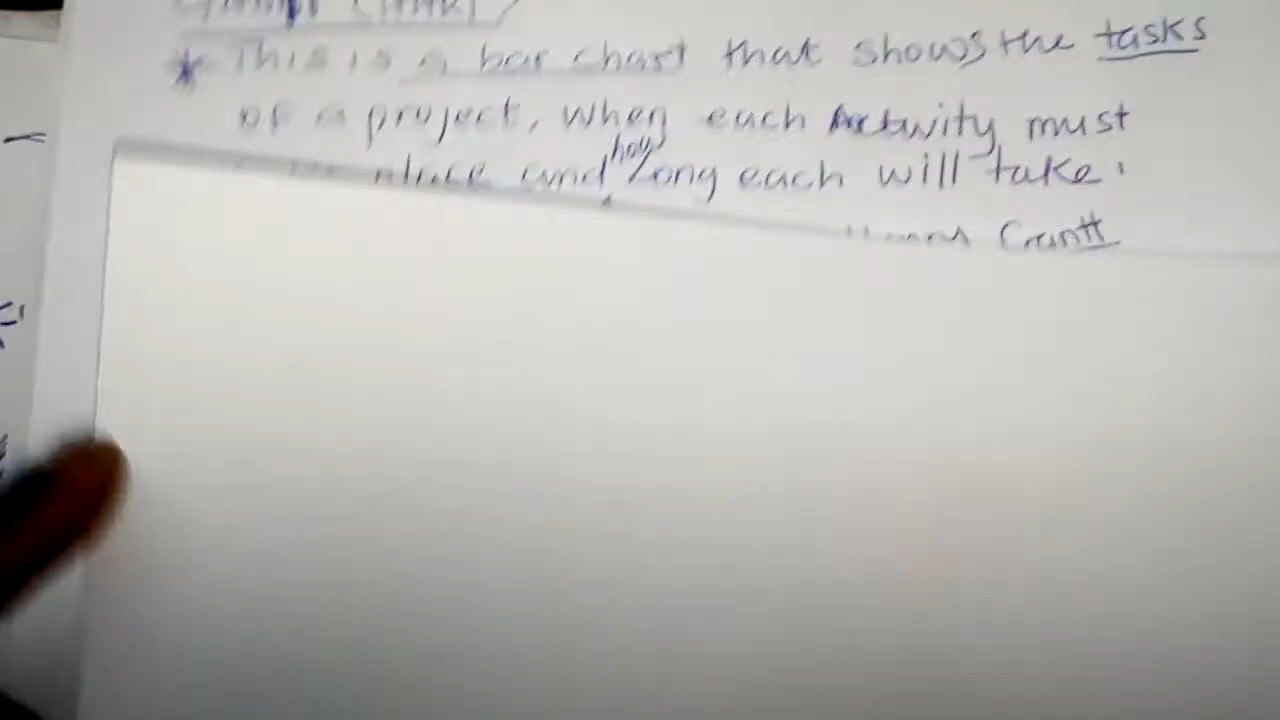 * This is a bar chart that shows the tasks
of a project, when each Activity must
place and how long each will take.
Gantt